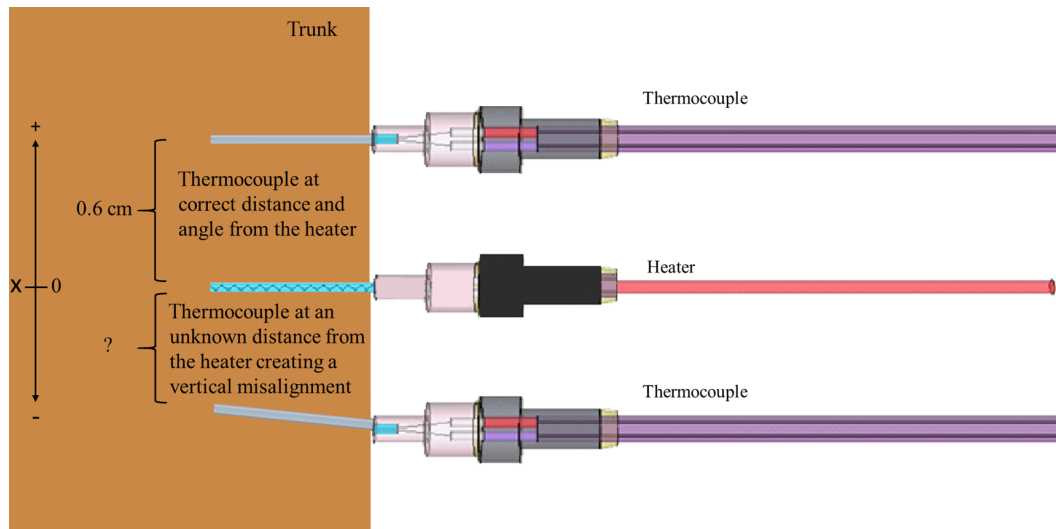 Trunk
Thermocouple
+
Thermocouple at
correct distance and
angle from the heater
0.6 cm
Heater
X 0
Thermocouple at an
unknown distance from
the heater creating a
vertical misalignment
?
Thermocouple
-